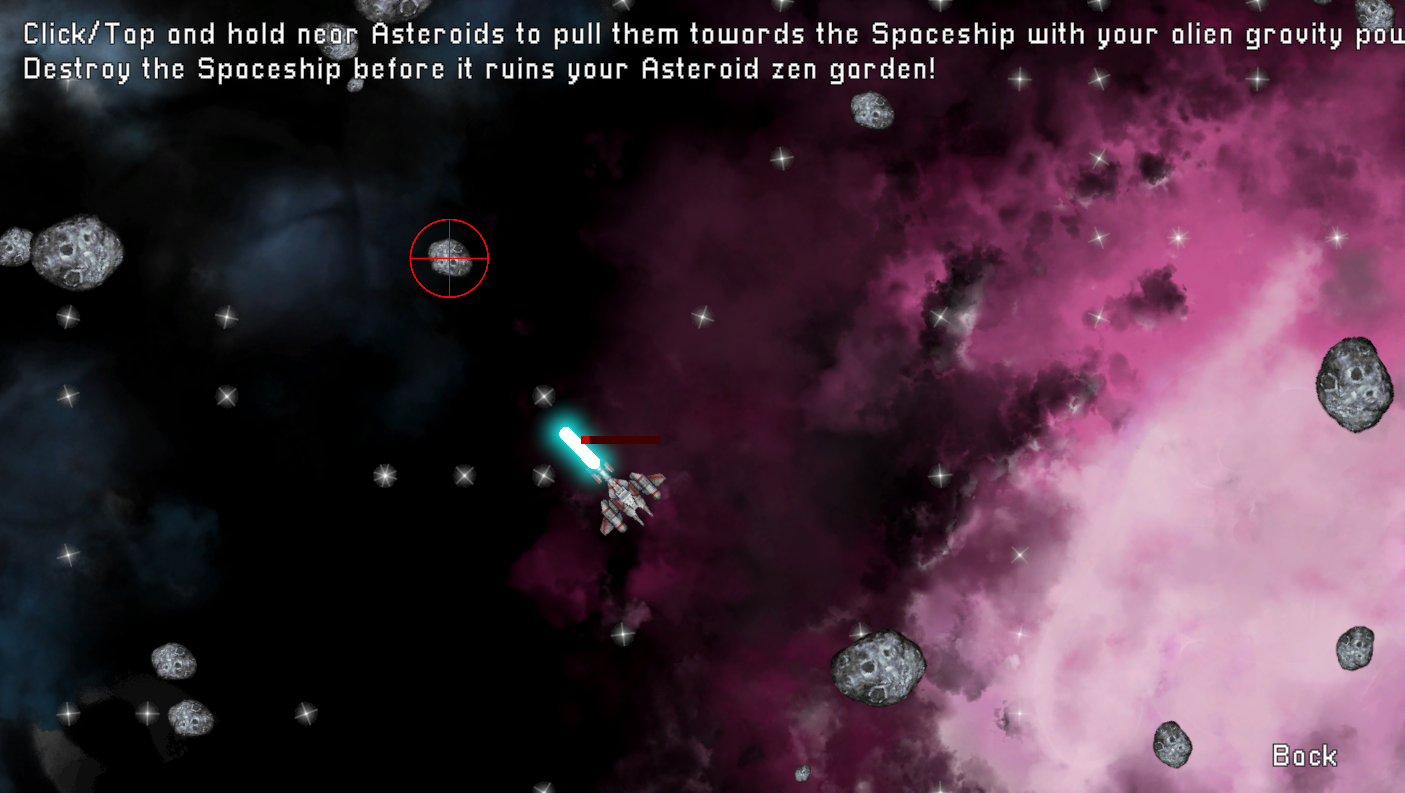 Click/Tap and hold near Asteroids to pull them towards the Spaceship with your alien gravity pow
Destroy the Spaceship before it ruins your Asteroid zen garden!
Back